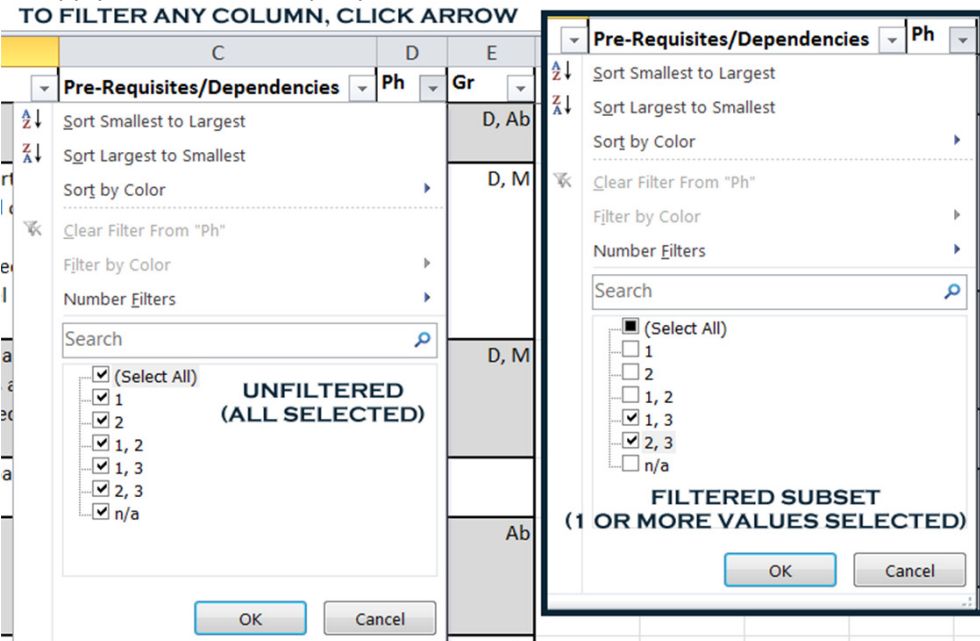 TO FILTER ANY COLUMN, CLICK ARROW
C D E
Pre-Requisites/Dependencies Ph Gr
Sort Smallest to Largest
Sort Largest to Smallest
Sort by Color
Clear Filter From "Ph"
Filter by Color
Number Filters
Search
(Select All)
1
2
1, 2
1, 3
2, 3
n/a
UNFILTERED
(ALL SELECTED)
OK Cancel
D, Ab
D, M
D, M
Ab
Pre-Requisites/Dependencies Ph
Sort Smallest to Largest
Sort Largest to Smallest
Sort by Color
Clear Filter From "Ph"
Filter by Color
Number Filters
Search
(Select All)
1
2
1, 2
1, 3
2, 3
n/a
FILTERED SUBSET
(1 OR MORE VALUES SELECTED)
OK Cancel